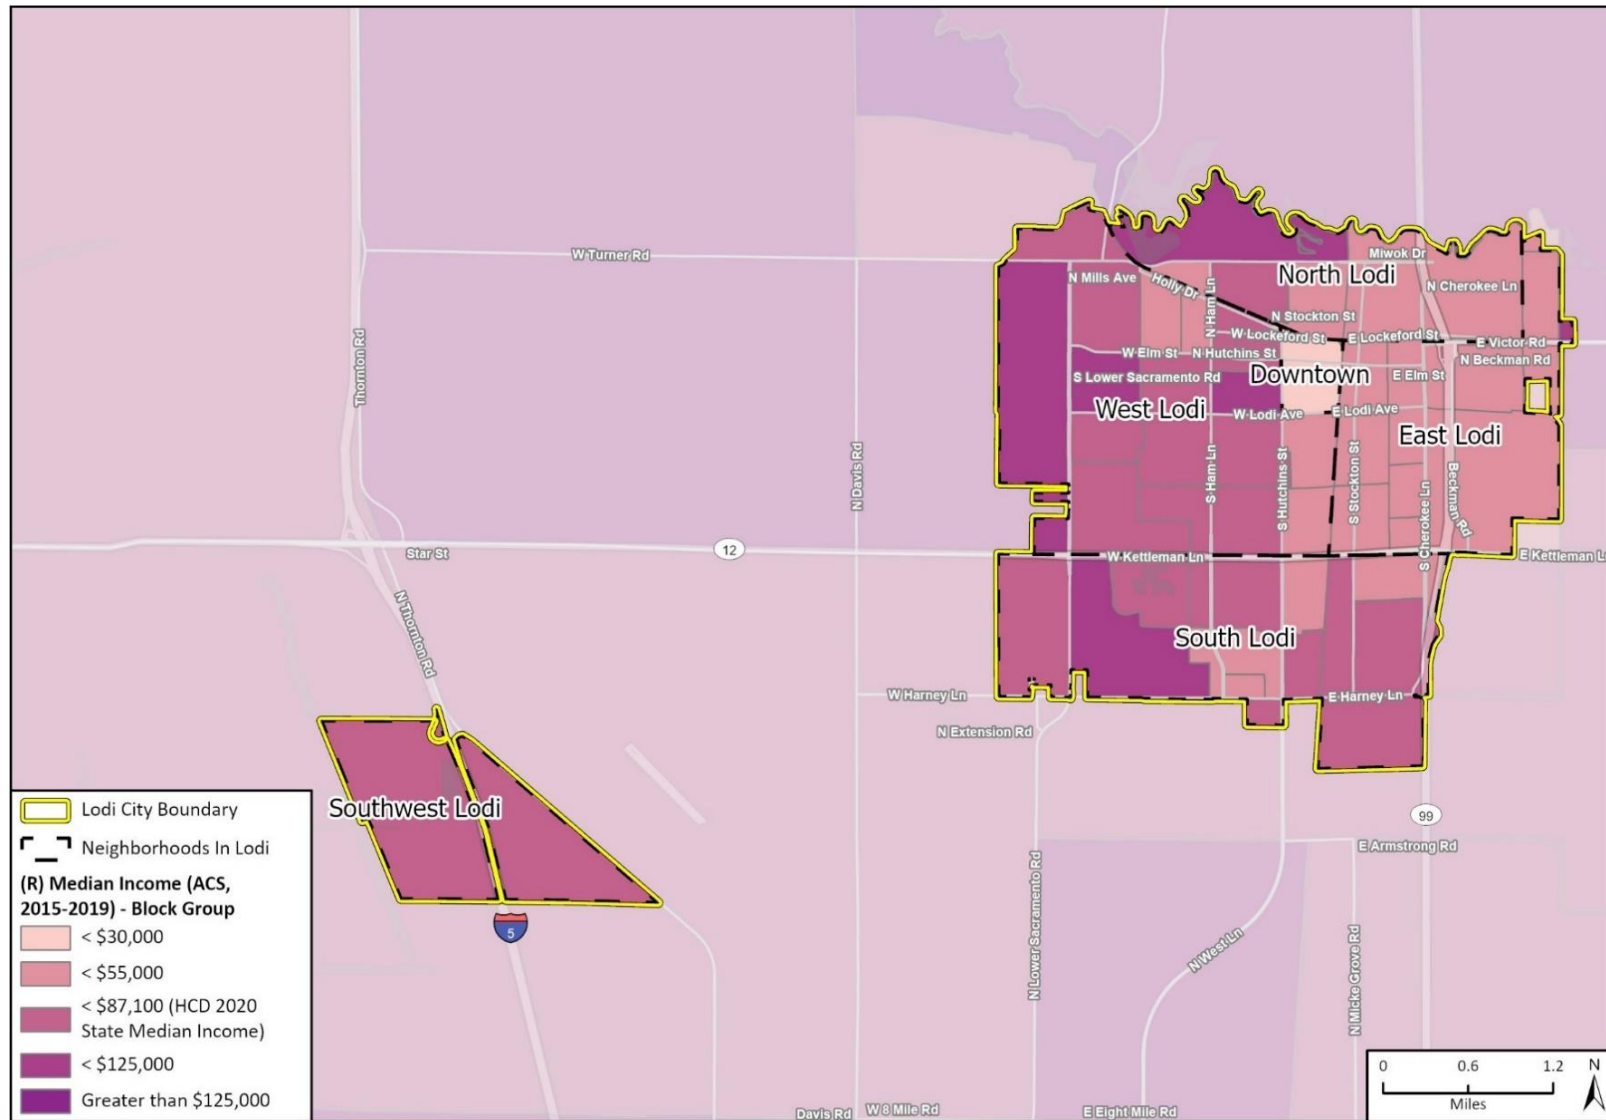 W Turner Rd
Miwok Dr
North Lodi
N Mills Ave
Holly Dr
N Ham Ln
N Cherokee Ln
N Stockton St
W Lockeford St
E Lockeford St
E Victor Rd
W Elm St
N Hutchins St
N Beckman Rd
Thornton Rd
S Lower Sacramento Rd
Downtown
E Elm St
West Lodi
W Lodi Ave
E Lodi Ave
East Lodi
N Davis Rd
S Ham Ln
S Hutchins St
S Stockton St
S Cherokee Ln
Beckman Rd
Star St
12
W Kettleman Ln
E Kettleman Ln
N Thornton Rd
South Lodi
W Harney Ln
E Harney Ln
N Extension Rd
Southwest Lodi
99
E Armstrong Rd
5
N Lower Sacramento Rd
N West Ln
N Micke Grove Rd
Davis Rd
W 8 Mile Rd
E Eight Mile Rd
Lodi City Boundary
Neighborhoods In Lodi
(R) Median Income (ACS,
2015-2019) - Block Group
< $30,000
< $55,000
< $87,100 (HCD 2020
State Median Income)
< $125,000
Greater than $125,000
0 0.6 1.2
Miles
N